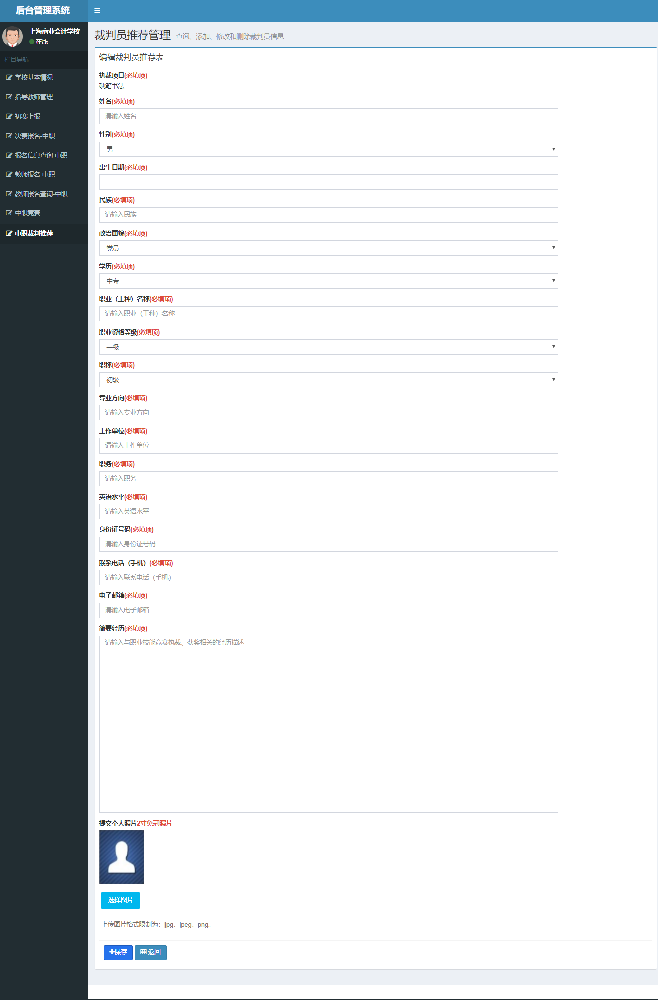 后台管理系统
上海商业会计学校
在线
栏目导航
学校基本情况
指导教师管理
初赛上报
决赛报名-中职
报名信息查询-中职
教师报名-中职
教师报名查询-中职
中职竞赛
中职裁判推荐
裁判员推荐管理 查询、添加、修改和删除裁判员信息
编辑裁判员推荐表
执裁项目(必填项)
硬笔书法
姓名(必填项)
请输入姓名
性别(必填项)
男
出生日期(必填项)
民族(必填项)
请输入民族
政治面貌(必填项)
党员
学历(必填项)
中专
职业（工种）名称(必填项)
请输入职业（工种）名称
职业资格等级(必填项)
一级
职称(必填项)
初级
专业方向(必填项)
请输入专业方向
工作单位(必填项)
请输入工作单位
职务(必填项)
请输入职务
英语水平(必填项)
请输入英语水平
身份证号码(必填项)
请输入身份证号码
联系电话（手机）(必填项)
请输入联系电话（手机）
电子邮箱(必填项)
请输入电子邮箱
简要经历(必填项)
请输入与职业技能竞赛执裁、获奖相关的经历描述
提交个人照片2寸免冠照片
选择图片
上传图片格式限制为：jpg，jpeg，png。
保存 返回